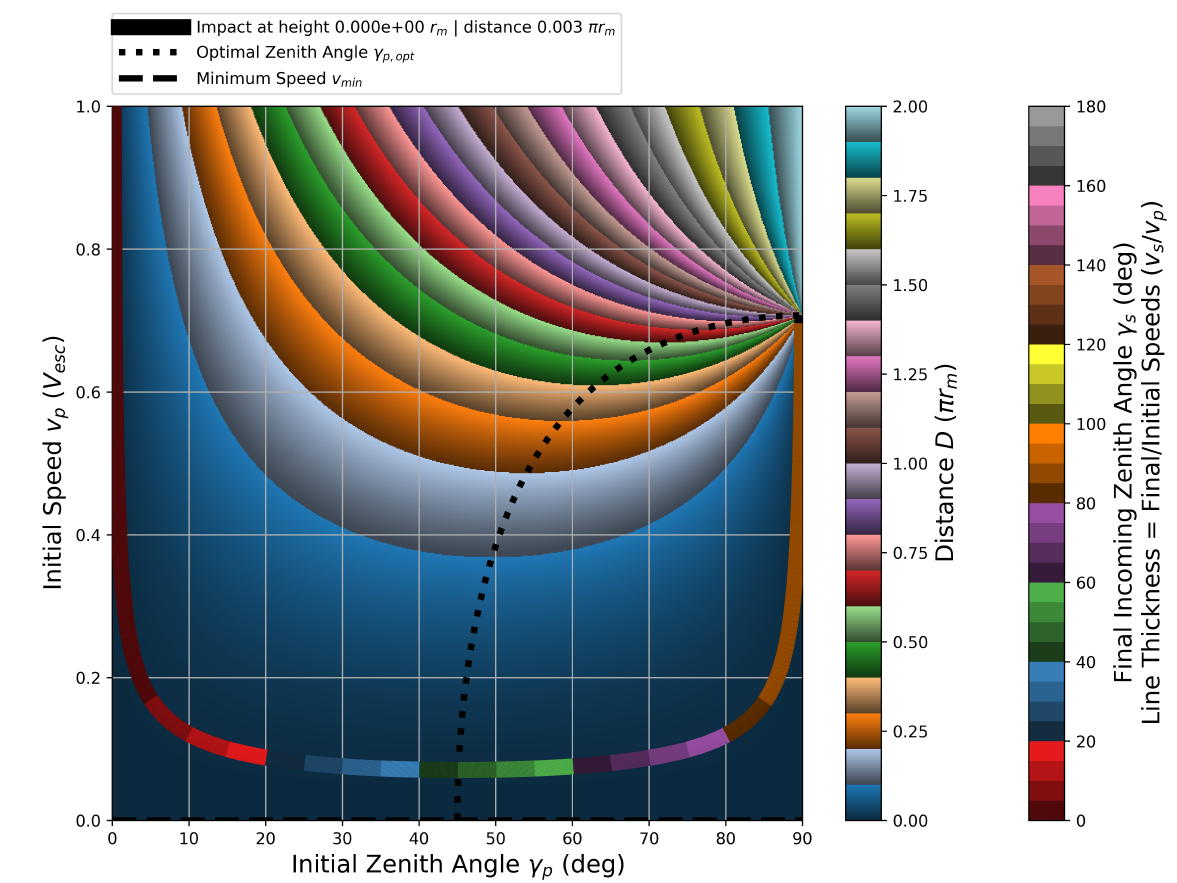 Impact at height 0.000e+00 r_m | distance 0.003 πr_m
Optimal Zenith Angle γ_p,opt
Minimum Speed v_min
1.0
0.8
0.6
0.4
0.2
0.0
Initial Speed v_p (V_esc)
0 10 20 30 40 50 60 70 80 90
Initial Zenith Angle γ_p (deg)
2.00
1.75
1.50
1.25
1.00
0.75
0.50
0.25
0.00
Distance D (πr_m)
180
160
140
120
100
80
60
40
20
0
Final Incoming Zenith Angle γ_s (deg)
Line Thickness = Final/Initial Speeds (v_s/v_p)